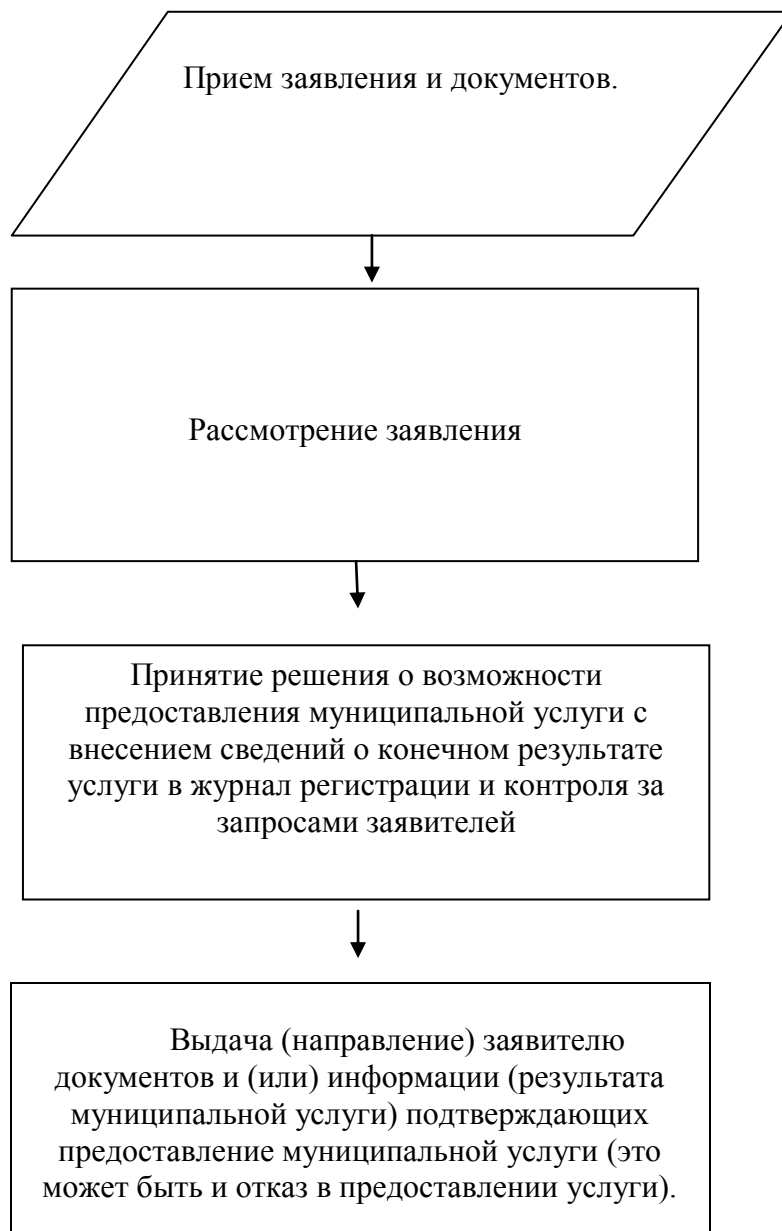 Прием заявления и документов.
Рассмотрение заявления
Принятие решения о возможности
предоставления муниципальной услуги с
внесением сведений о конечном результате
услуги в журнал регистрации и контроля за
запросами заявителей
Выдача (направление) заявителю
документов и (или) информации (результата
муниципальной услуги) подтверждающих
предоставление муниципальной услуги (это
может быть и отказ в предоставлении услуги).